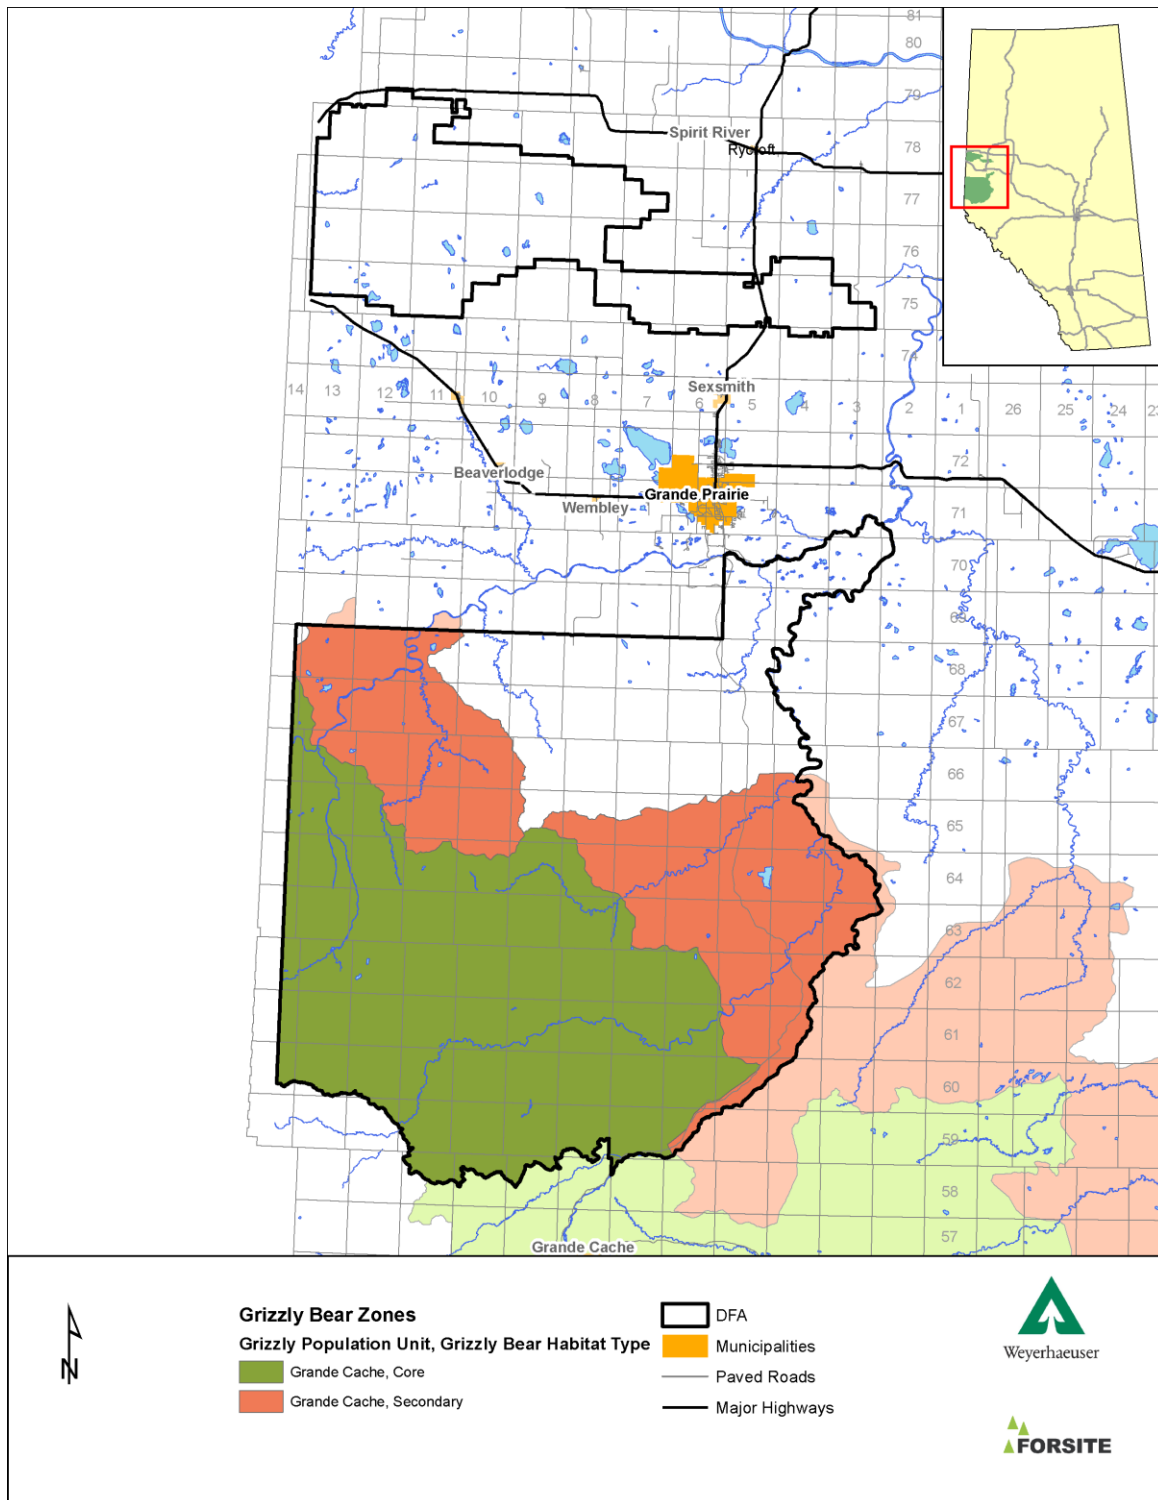 81
80
79
Spirit River
78
Rycroft
77
76
75
74
Sexsmith
14 13 12 11 10 9 8 7 6 5 4 3 2 1 26 25 24 23
72
Beaverlodge
Grande Prairie
Wembley
71
70
69
68
67
66
65
64
63
62
61
60
59
58
57
Grande Cache
N
Grizzly Bear Zones
Grizzly Population Unit, Grizzly Bear Habitat Type
Grande Cache, Core
Grande Cache, Secondary
DFA
Municipalities
Paved Roads
Major Highways
Weyerhaeuser
FORSITE